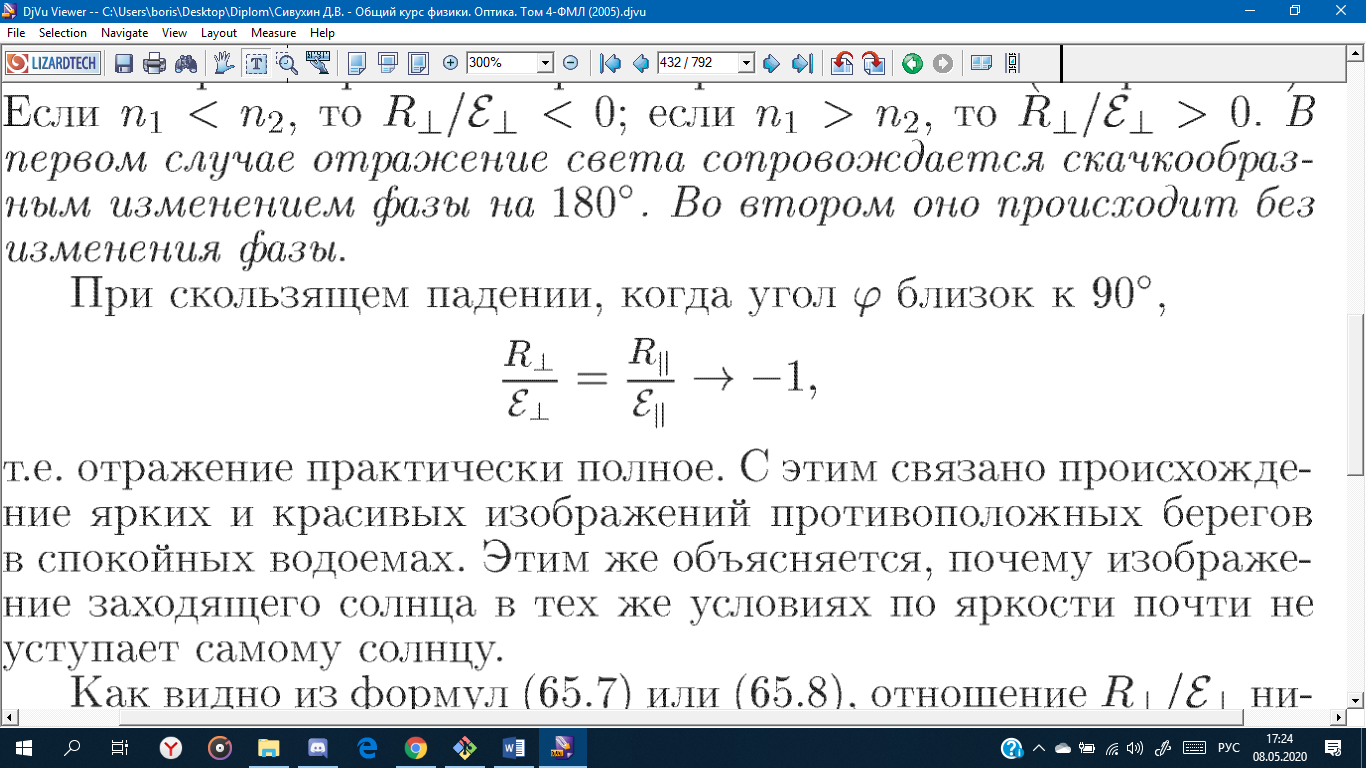 DjVu Viewer -- C:\Users\boris\Desktop\Diplom\Сивухин Д.В. - Общий курс физики. Оптика. Том 4-ФМЛ (2005).djvu
File Selection Navigate View Layout Measure Help
LIZARDTECH 300% 432 / 792
Если n₁ < n₂, то R⊥/ℰ⊥ < 0; если n₁ > n₂, то R⊥/ℰ⊥ > 0. В
первом случае отражение света сопровождается скачкообраз-
ным изменением фазы на 180°. Во втором оно происходит без
изменения фазы.
При скользящем падении, когда угол φ близок к 90°,
R⊥/ℰ⊥ = R∥/ℰ∥ → −1,
т.е. отражение практически полное. С этим связано происхожде-
ние ярких и красивых изображений противоположных берегов
в спокойных водоемах. Этим же объясняется, почему изображе-
ние заходящего солнца в тех же условиях по яркости почти не
уступает самому солнцу.
Как видно из формул (65.7) или (65.8), отношение R⊥/ℰ⊥ ни-
РУС
17:24
08.05.2020